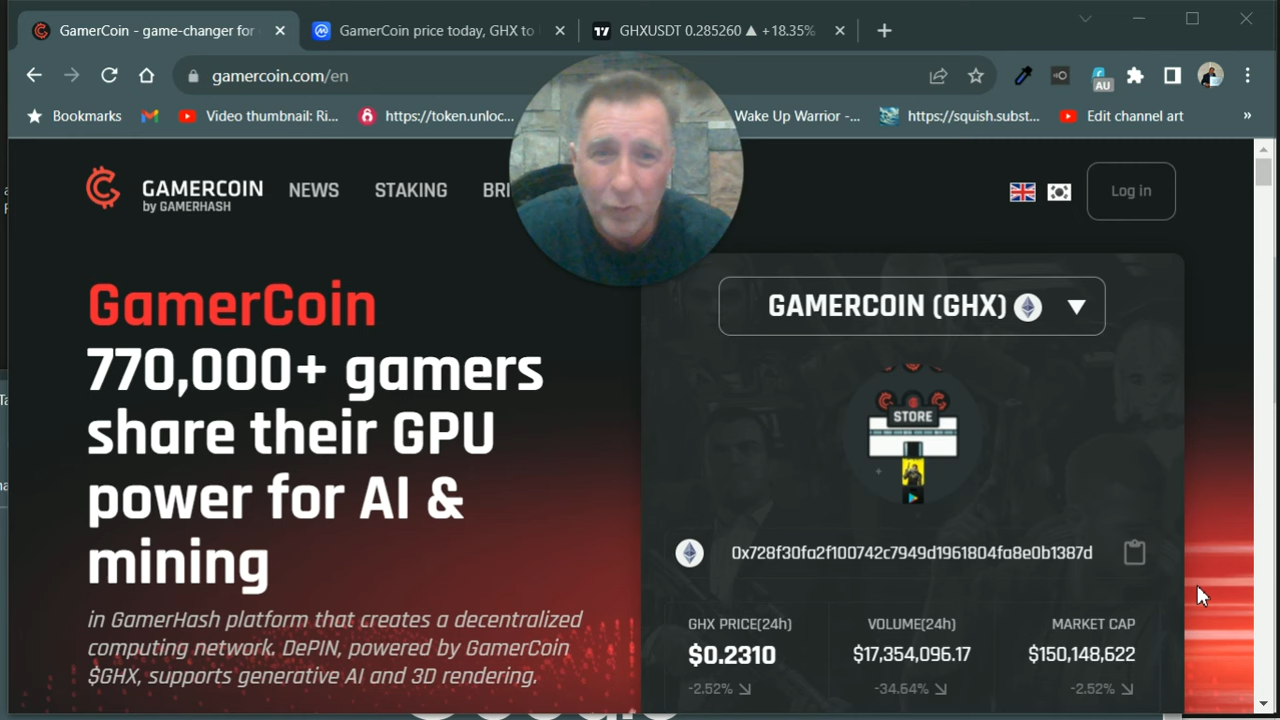 GamerCoin - game-changer for
GamerCoin price today, GHX to
GHXUSDT 0.285260 ▲ +18.35%
gamercoin.com/en
AU
Bookmarks
Video thumbnail: Ri...
https://token.unloc...
Wake Up Warrior -...
https://squish.subst...
Edit channel art
»
GAMERCOIN
by GAMERHASH
NEWS
STAKING
BRI
Log in
GamerCoin
770,000+ gamers
share their GPU
power for AI &
mining
in GamerHash platform that creates a decentralized
computing network. DePIN, powered by GamerCoin
$GHX, supports generative AI and 3D rendering.
GAMERCOIN (GHX)
STORE
0x728f30fa2f100742c7949d1961804fa8e0b1387d
GHX PRICE(24h)
VOLUME(24h)
MARKET CAP
$0.2310
$17,354,096.17
$150,148,622
-2.52%
-34.64%
-2.52%